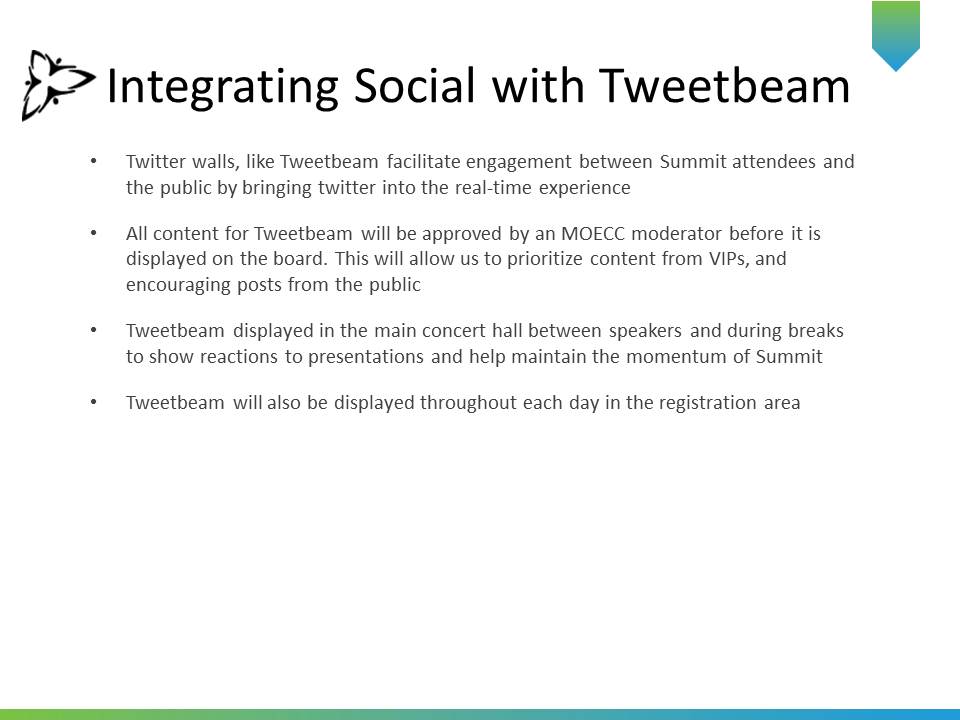 Integrating Social with Tweetbeam
• Twitter walls, like Tweetbeam facilitate engagement between Summit attendees and
the public by bringing twitter into the real-time experience
• All content for Tweetbeam will be approved by an MOECC moderator before it is
displayed on the board. This will allow us to prioritize content from VIPs, and
encouraging posts from the public
• Tweetbeam displayed in the main concert hall between speakers and during breaks
to show reactions to presentations and help maintain the momentum of Summit
• Tweetbeam will also be displayed throughout each day in the registration area